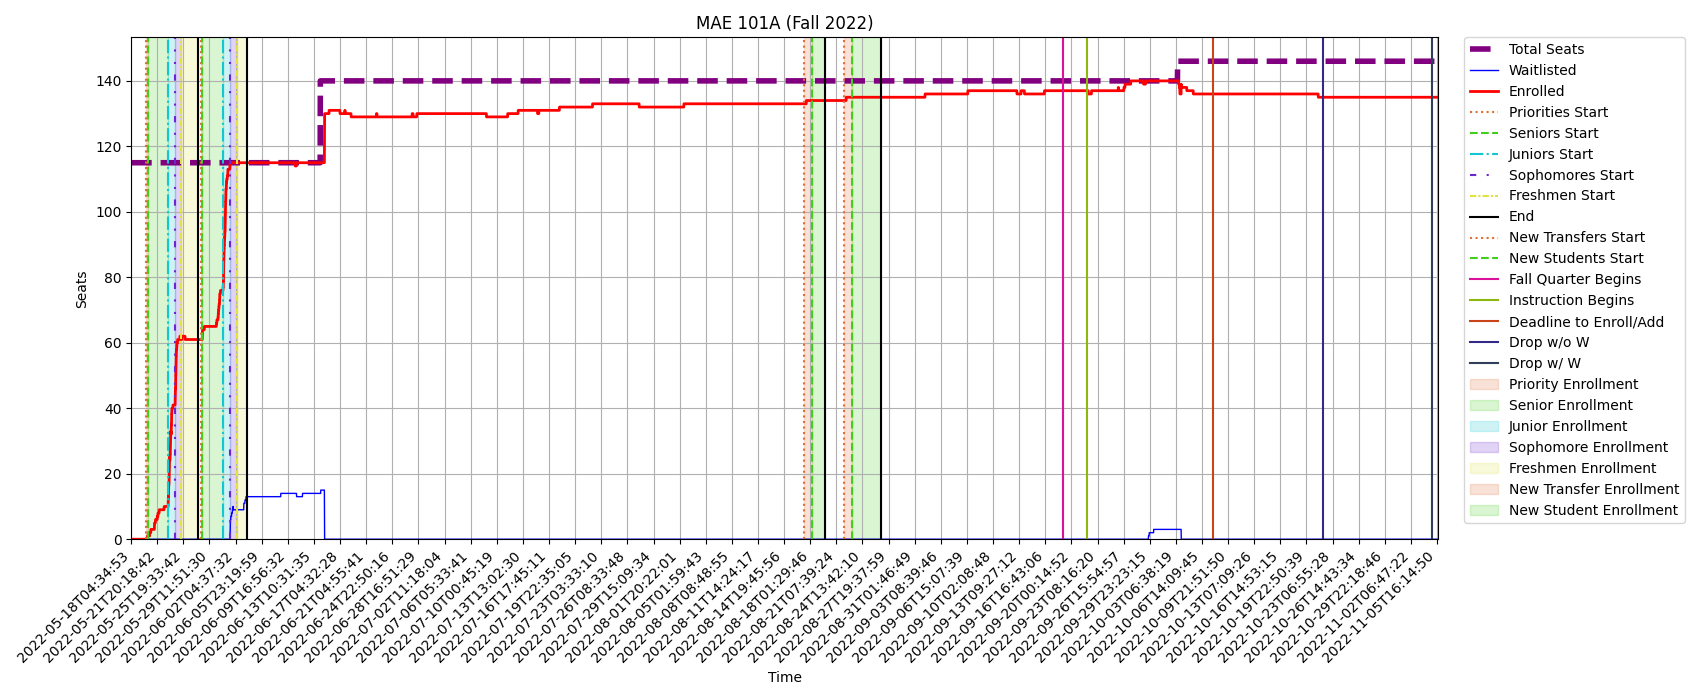 MAE 101A (Fall 2022)
Seats
140
120
100
80
60
40
20
0
2022-05-18T04:34:53
2022-05-21T20:18:42
2022-05-25T19:33:42
2022-05-29T11:51:30
2022-06-02T04:37:32
2022-06-05T23:19:59
2022-06-09T16:56:32
2022-06-13T10:31:35
2022-06-17T04:32:28
2022-06-21T04:55:41
2022-06-24T22:50:16
2022-06-28T16:51:29
2022-07-02T11:18:04
2022-07-06T05:33:41
2022-07-10T00:45:19
2022-07-13T13:02:30
2022-07-16T17:45:11
2022-07-19T22:35:05
2022-07-23T03:33:10
2022-07-26T08:33:48
2022-07-29T15:09:34
2022-08-01T20:22:01
2022-08-05T01:59:43
2022-08-08T08:48:55
2022-08-11T14:24:17
2022-08-14T19:45:56
2022-08-18T01:29:46
2022-08-21T07:39:24
2022-08-24T13:42:10
2022-08-27T19:37:59
2022-08-31T01:46:49
2022-09-03T08:39:46
2022-09-06T15:07:39
2022-09-10T02:08:48
2022-09-13T09:27:12
2022-09-16T16:43:06
2022-09-20T00:14:52
2022-09-23T08:16:20
2022-09-26T15:54:57
2022-09-29T23:23:15
2022-10-03T06:38:19
2022-10-06T14:09:45
2022-10-09T21:51:50
2022-10-13T07:09:26
2022-10-16T14:53:15
2022-10-19T22:50:39
2022-10-23T06:55:28
2022-10-26T14:43:34
2022-10-29T22:18:46
2022-11-02T06:47:22
2022-11-05T16:14:50
Time
Total Seats
Waitlisted
Enrolled
Priorities Start
Seniors Start
Juniors Start
Sophomores Start
Freshmen Start
End
New Transfers Start
New Students Start
Fall Quarter Begins
Instruction Begins
Deadline to Enroll/Add
Drop w/o W
Drop w/ W
Priority Enrollment
Senior Enrollment
Junior Enrollment
Sophomore Enrollment
Freshmen Enrollment
New Transfer Enrollment
New Student Enrollment